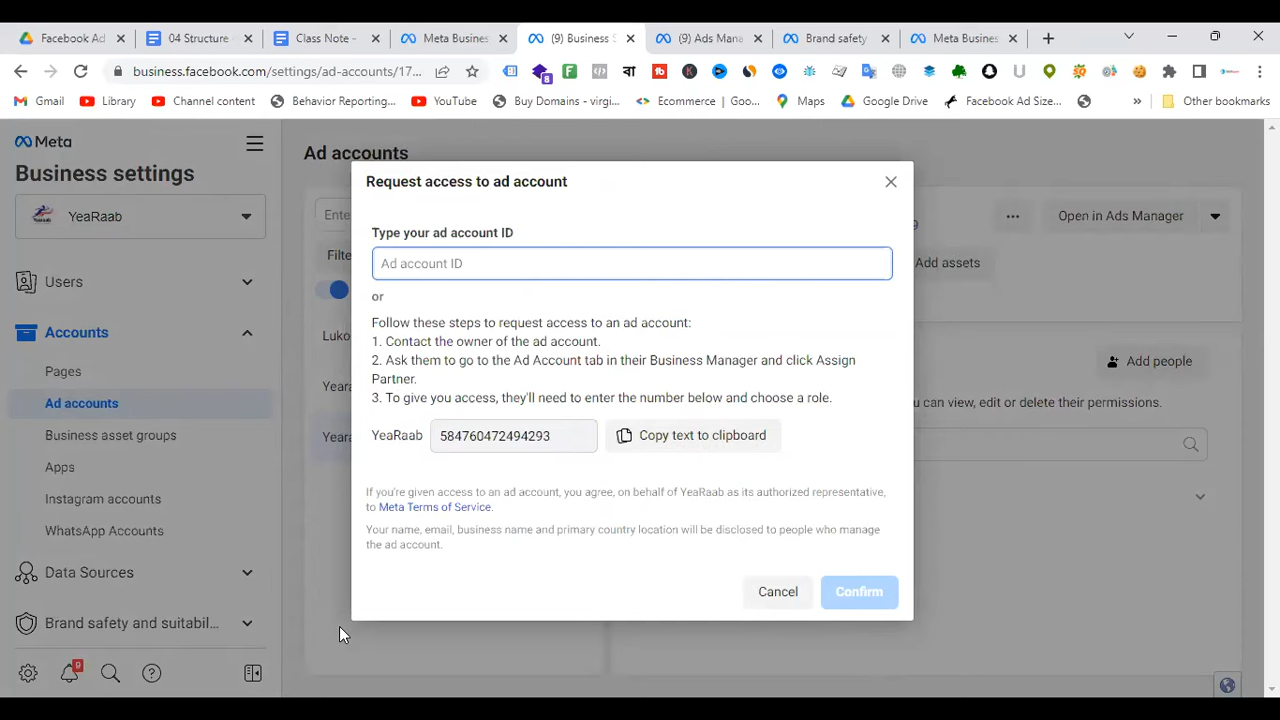 Facebook Ad
04 Structure
Class Note -
Meta Busine
(9) Business S
(9) Ads Mana
Brand safety
Meta Busines
business.facebook.com/settings/ad-accounts/17...
8
বা
Gmail
Library
Channel content
Behavior Reporting...
YouTube
Buy Domains - virgi...
Ecommerce | Goo...
Maps
Google Drive
Facebook Ad Size...
»
Other bookmarks
Meta
Business settings
YeaRaab
Users
Accounts
Pages
Ad accounts
Business asset groups
Apps
Instagram accounts
WhatsApp Accounts
Data Sources
Brand safety and suitabil...
9
Ad accounts
Open in Ads Manager
Add assets
Add people
ou can view, edit or delete their permissions.
Request access to ad account
Type your ad account ID
Ad account ID
or
Follow these steps to request access to an ad account:
1. Contact the owner of the ad account.
2. Ask them to go to the Ad Account tab in their Business Manager and click Assign
Partner.
3. To give you access, they'll need to enter the number below and choose a role.
YeaRaab 584760472494293 Copy text to clipboard
If you're given access to an ad account, you agree, on behalf of YeaRaab as its authorized representative,
to Meta Terms of Service.
Your name, email, business name and primary country location will be disclosed to people who manage
the ad account.
Cancel Confirm